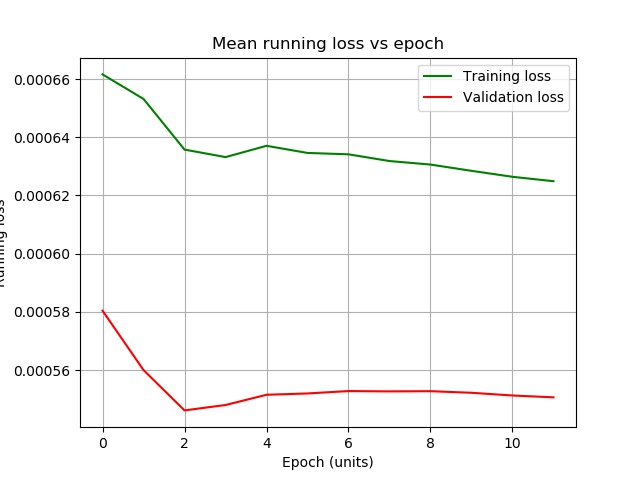 Mean running loss vs epoch
Training loss
Validation loss
0.00066
0.00064
0.00062
0.00060
0.00058
0.00056
Running loss
0 2 4 6 8 10
Epoch (units)